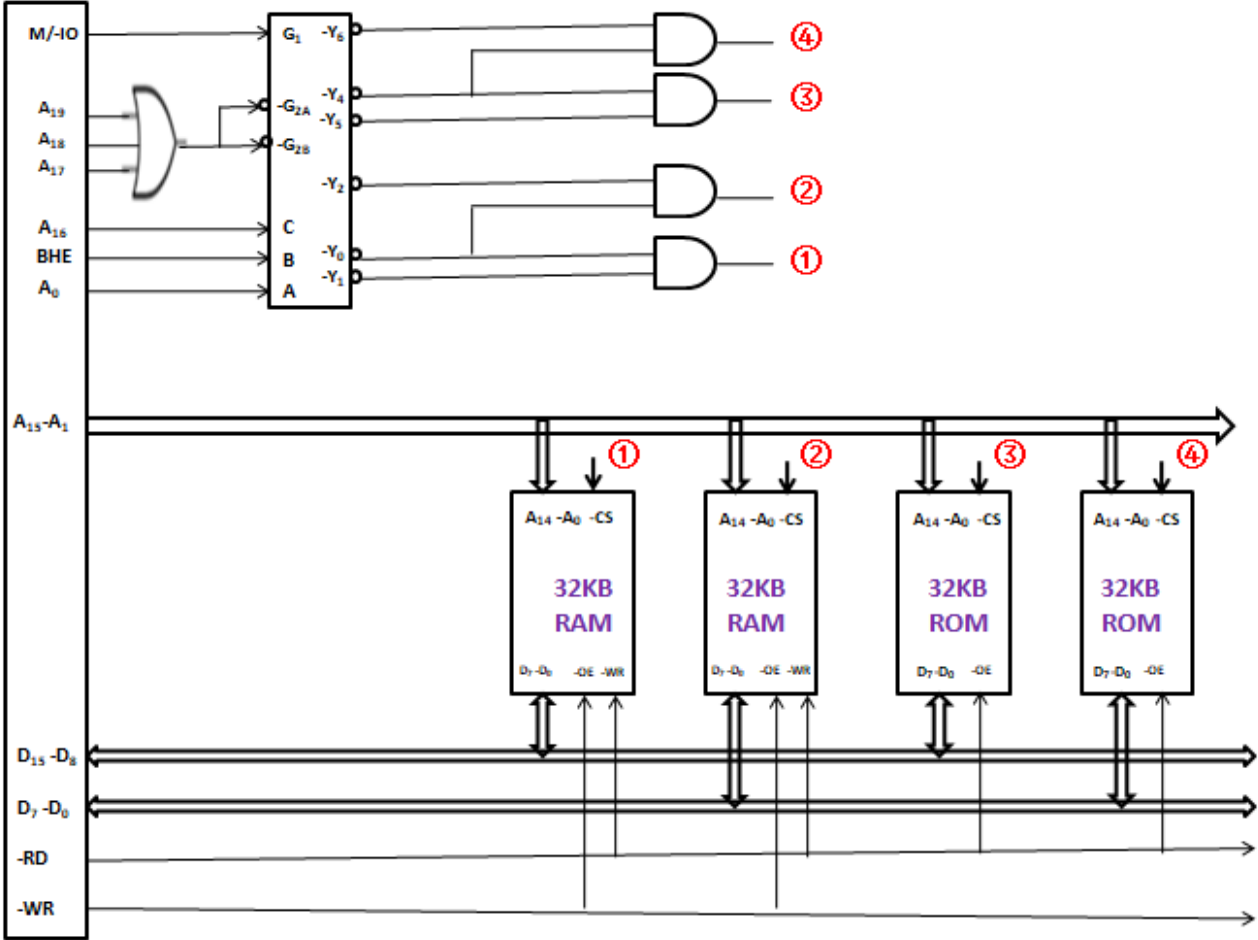 M/-IO G₁ -Y₆ ④
A₁₉ -G₂A -Y₄ ③
A₁₈ -G₂B -Y₅
A₁₇ -Y₂ ②
A₁₆ C
BHE B -Y₀ ①
A₀ A -Y₁
A₁₅-A₁
① ② ③ ④
A₁₄ -A₀ -CS A₁₄ -A₀ -CS A₁₄ -A₀ -CS A₁₄ -A₀ -CS
32KB 32KB 32KB 32KB
RAM RAM ROM ROM
D₇ -D₀ -OE -WR D₇ -D₀ -OE -WR D₇-D₀ -OE D₇-D₀ -OE
D₁₅ -D₈
D₇ -D₀
-RD
-WR